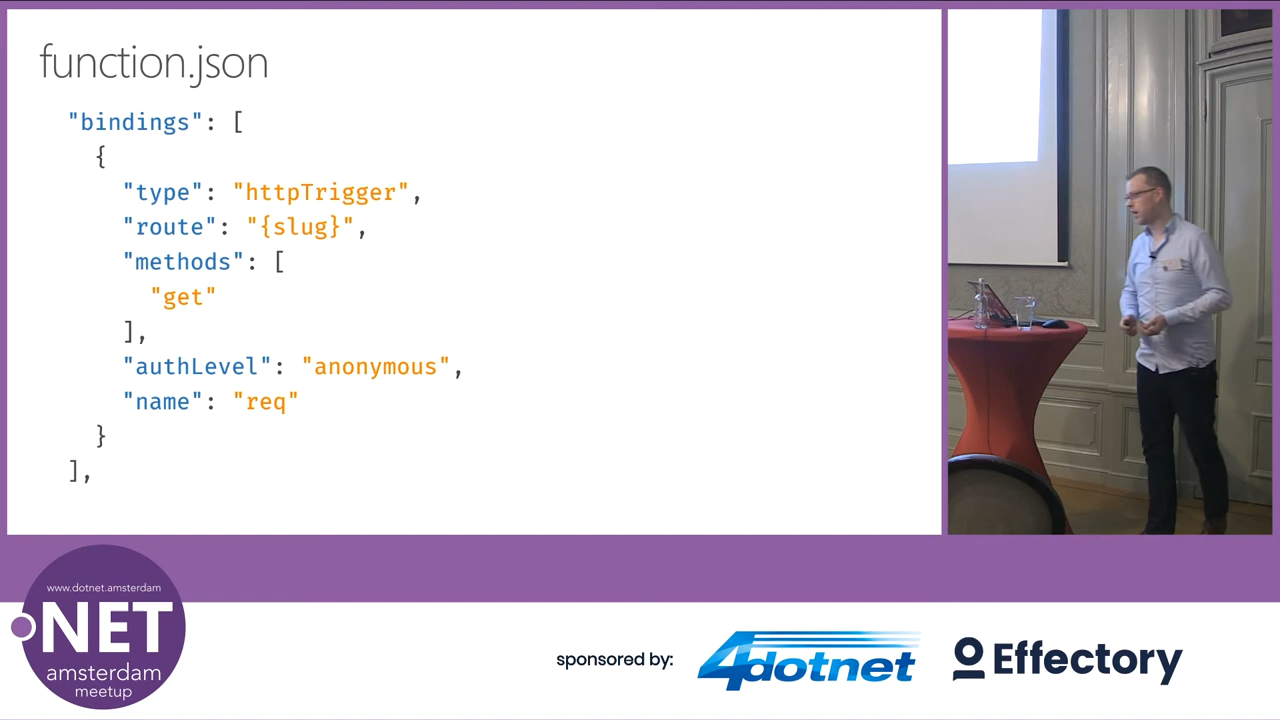 function.json
"bindings": [
{
"type": "httpTrigger",
"route": "{slug}",
"methods": [
"get"
],
"authLevel": "anonymous",
"name": "req"
}
],
www.dotnet.amsterdam
.NET
amsterdam
meetup
sponsored by:
4dotnet
Effectory